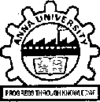 ANNA UNIVERSITY
PROGRESS THROUGH KNOWLEDGE